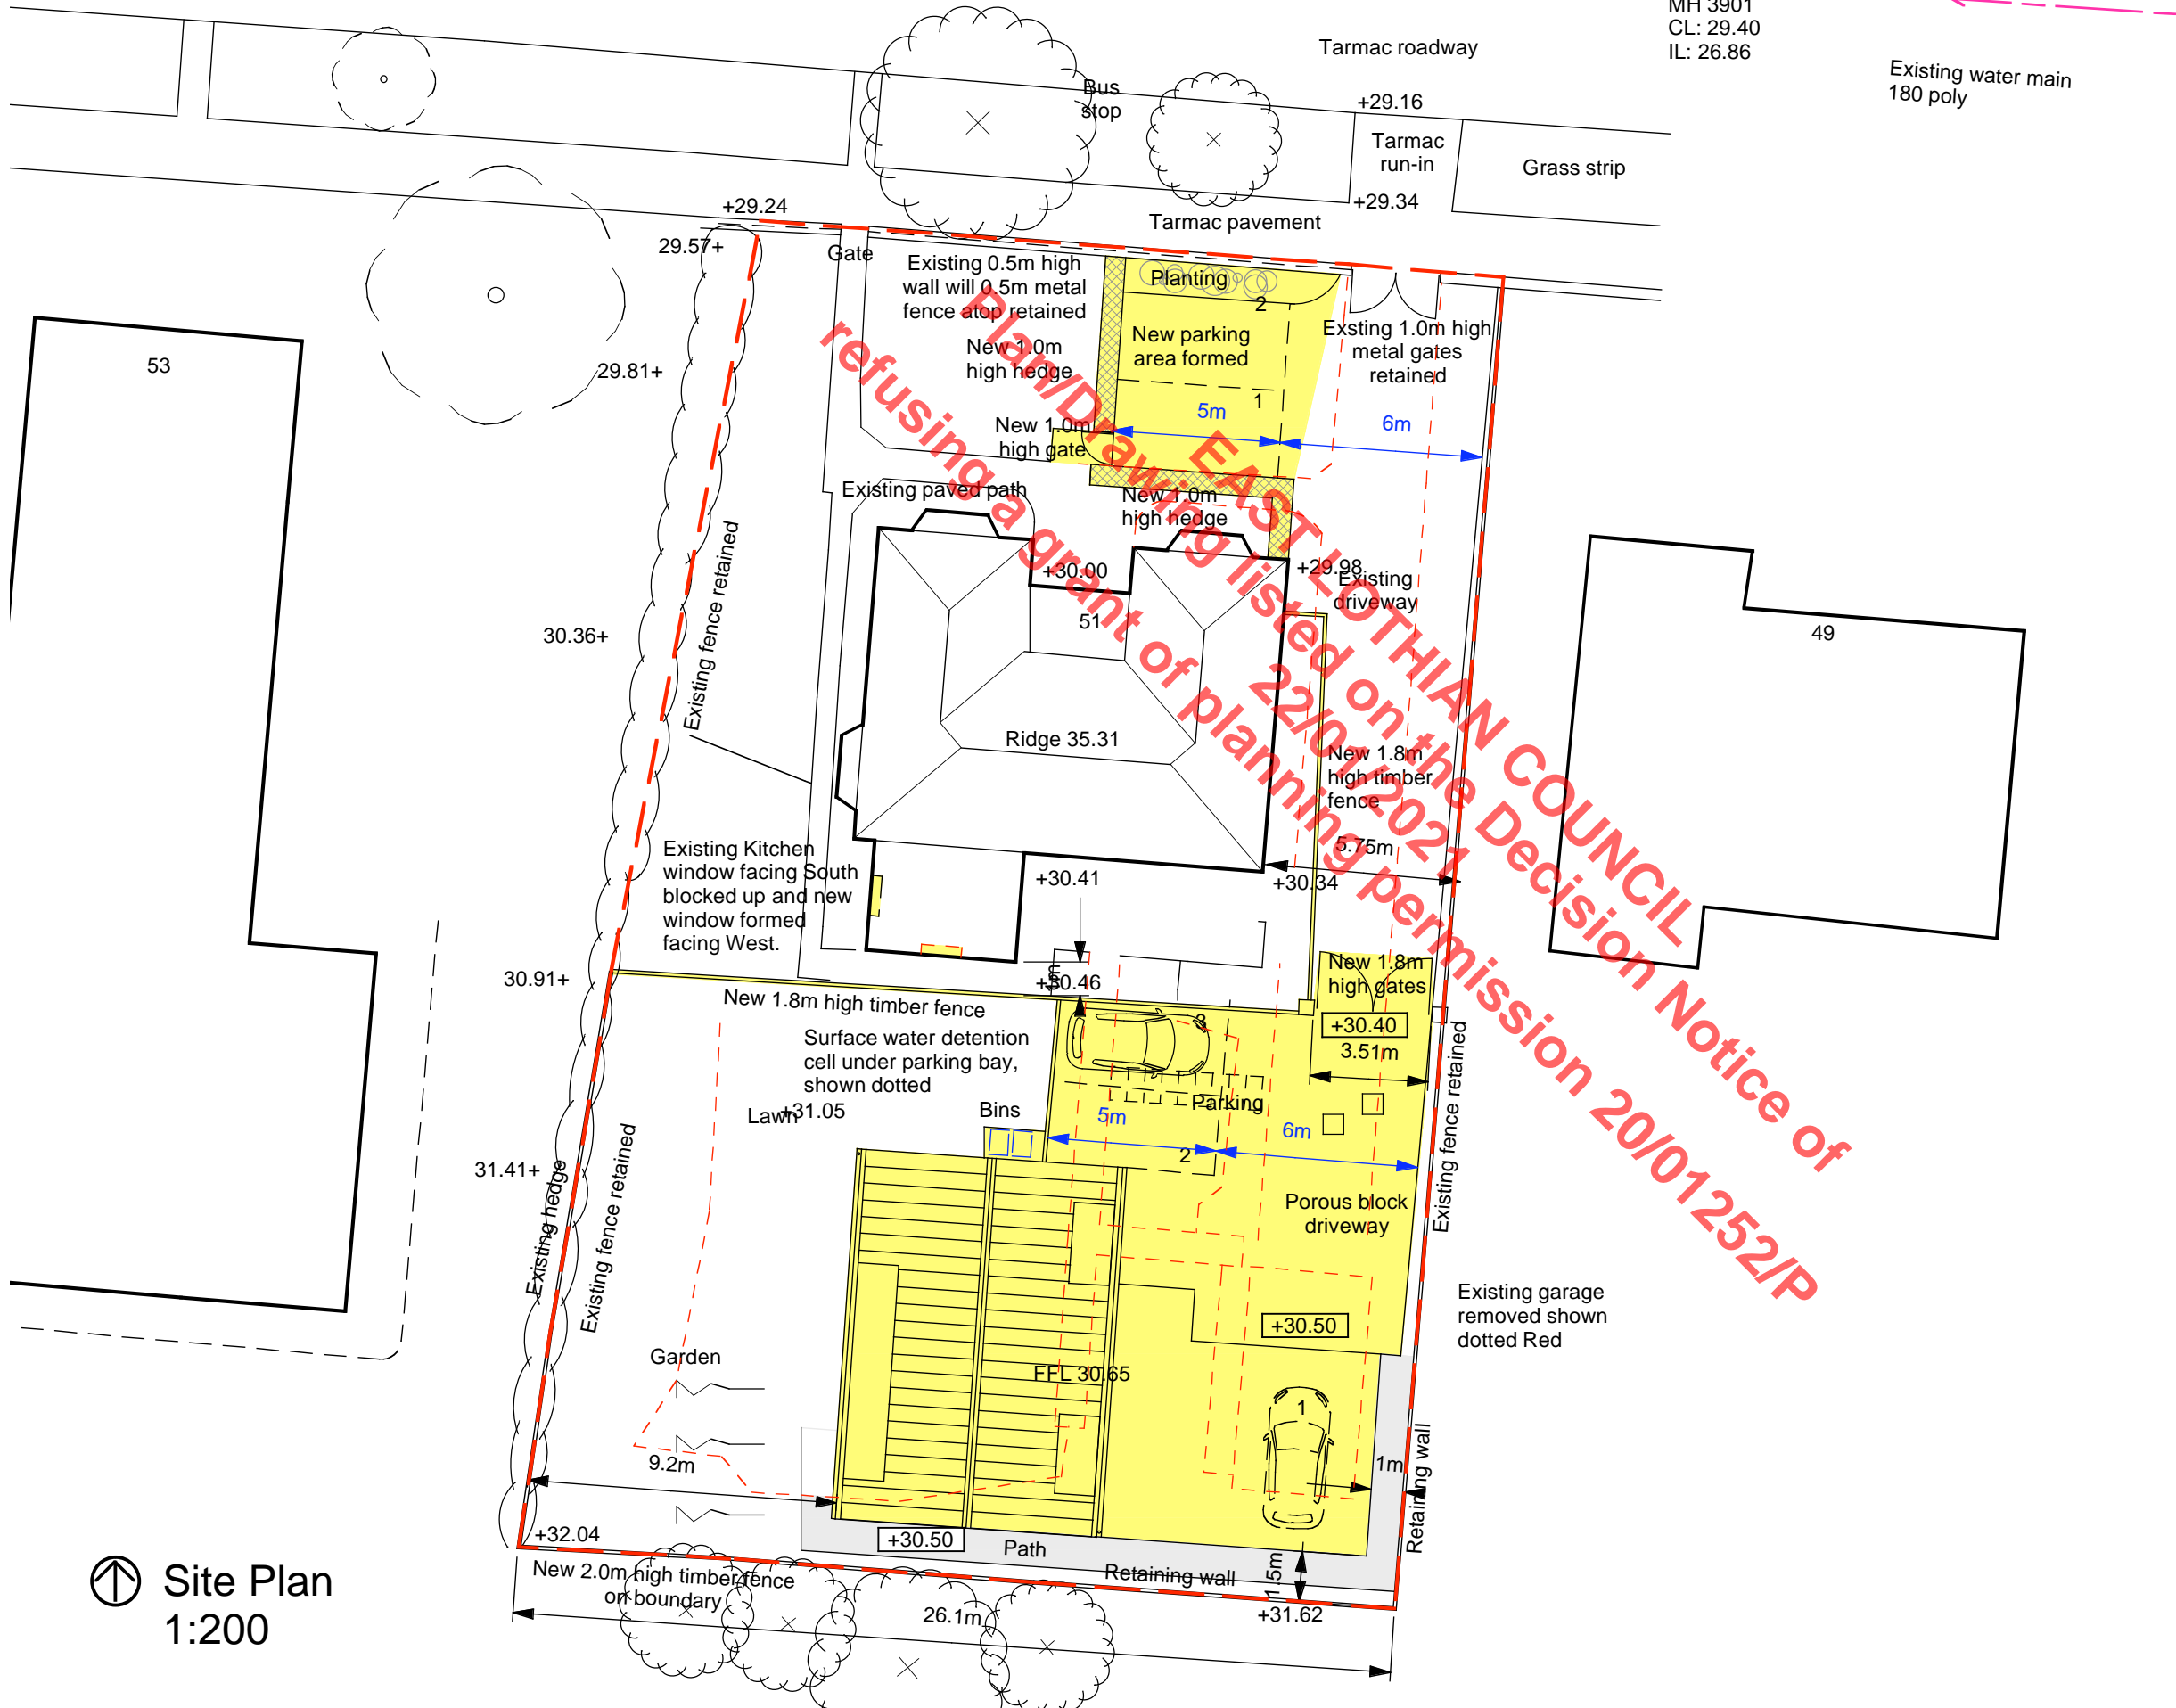 MH 3901
CL: 29.40
IL: 26.86
Tarmac roadway
Existing water main
180 poly
Bus
stop
+29.16
Tarmac
run-in
Grass strip
+29.34
+29.24
Tarmac pavement
29.57+
Gate
Existing 0.5m high
wall will 0.5m metal
fence atop retained
Planting
2
New parking
area formed
Exsting 1.0m high
metal gates
retained
53
29.81+
New 1.0m
high hedge
1
5m
6m
New 1.0m
high gate
Existing paved path
New 1.0m
high hedge
+30.00
+29.98
Existing
driveway
51
49
30.36+
Existing fence retained
Ridge 35.31
New 1.8m
high timber
fence
5.75m
Existing Kitchen
window facing South
blocked up and new
window formed
facing West.
+30.41
+30.34
30.91+
1m
+30.46
New 1.8m
high gates
New 1.8m high timber fence
3
+30.40
3.51m
Surface water detention
cell under parking bay,
shown dotted
Existing fence retained
Lawn
+31.05
Bins
5m
Parking
6m
2
31.41+
Existing hedge
Existing fence retained
Porous block
driveway
Existing garage
removed shown
dotted Red
+30.50
Garden
FFL 30.65
1
9.2m
1m
Retaining wall
+32.04
+30.50
Path
Retaining wall
1.5m
New 2.0m high timber fence
on boundary
26.1m
+31.62
Site Plan
1:200
EAST LOTHIAN COUNCIL
Plan/Drawing listed on the Decision Notice of
22/01/2021
refusing a grant of planning permission 20/01252/P